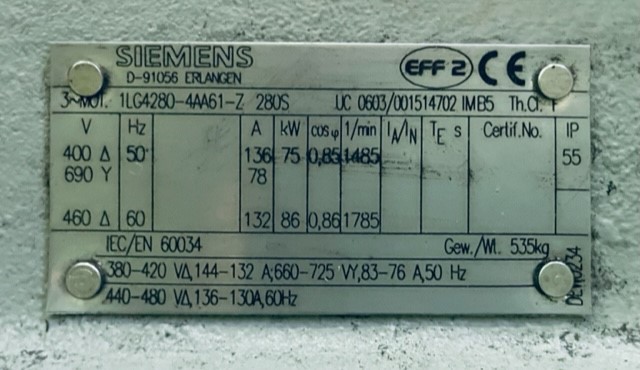 SIEMENS
D-91056 ERLANGEN
EFF 2 CE
3~MOT. 1LG4280-4AA61-Z 280S UC 0603/001514702 IMB5 Th.Cl. F
V Hz A kW cosφ 1/min IA/IN TE s Certif.No. IP
400 Δ 50 136 75 0,85 1485 55
690 Y 78
460 Δ 60 132 86 0,86 1785
IEC/EN 60034 Gew./Wt. 535kg
380-420 VΔ,144-132 A;660-725 VY,83-76 A,50 Hz
440-480 VΔ,136-130A,60Hz